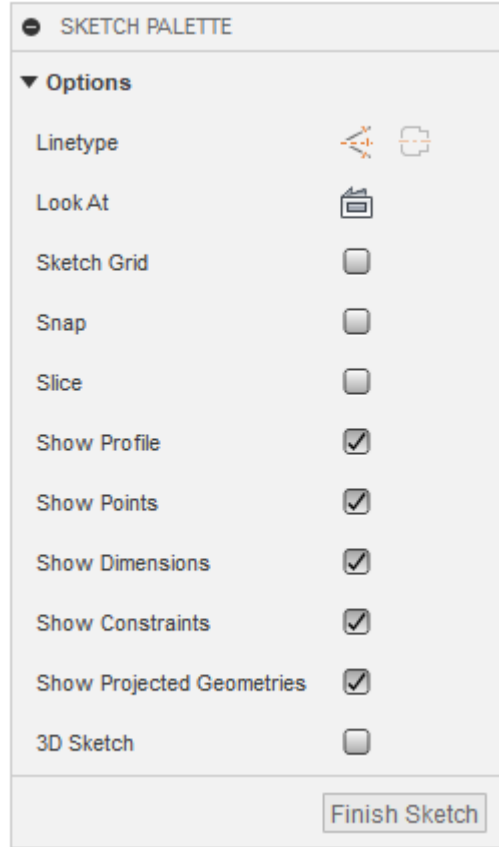 SKETCH PALETTE
Options
Linetype
Look At
Sketch Grid
Snap
Slice
Show Profile
Show Points
Show Dimensions
Show Constraints
Show Projected Geometries
3D Sketch
Finish Sketch